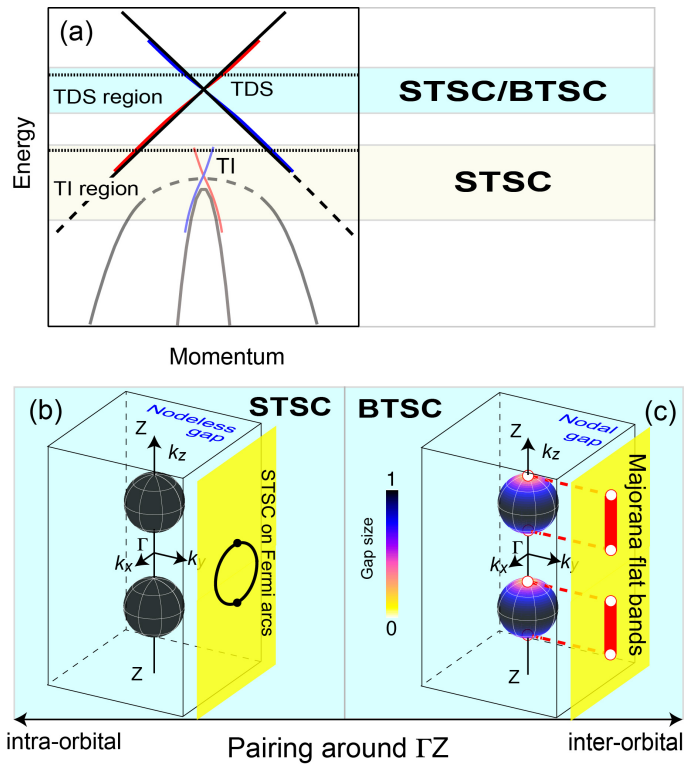 (a)
TDS region
TDS
STSC/BTSC
Energy
TI region
TI
STSC
Momentum
(b)
Nodeless
gap
STSC
Z
kz
Γ
kx
ky
Z
STSC on Fermi arcs
BTSC
(c)
Nodal
gap
Z
kz
1
Gap size
0
Γ
kx
ky
Z
Majorana flat
bands
intra-orbital
Pairing around ΓZ
inter-orbital